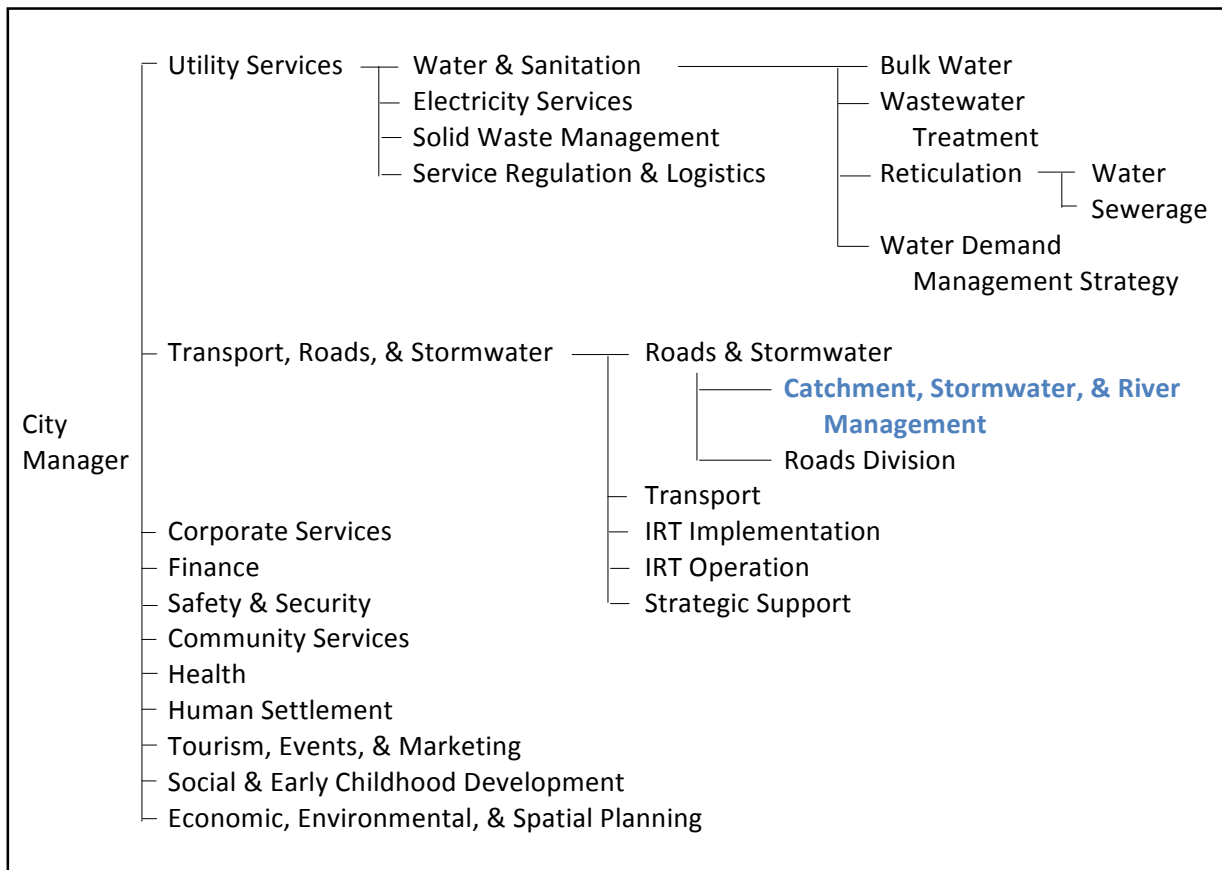 Utility Services
Water & Sanitation
Bulk Water
Electricity Services
Wastewater
Treatment
Solid Waste Management
Service Regulation & Logistics
Reticulation
Water
Sewerage
Water Demand
Management Strategy
Transport, Roads, & Stormwater
Roads & Stormwater
Catchment, Stormwater, & River
Management
City
Manager
Roads Division
Transport
Corporate Services
IRT Implementation
Finance
IRT Operation
Safety & Security
Strategic Support
Community Services
Health
Human Settlement
Tourism, Events, & Marketing
Social & Early Childhood Development
Economic, Environmental, & Spatial Planning